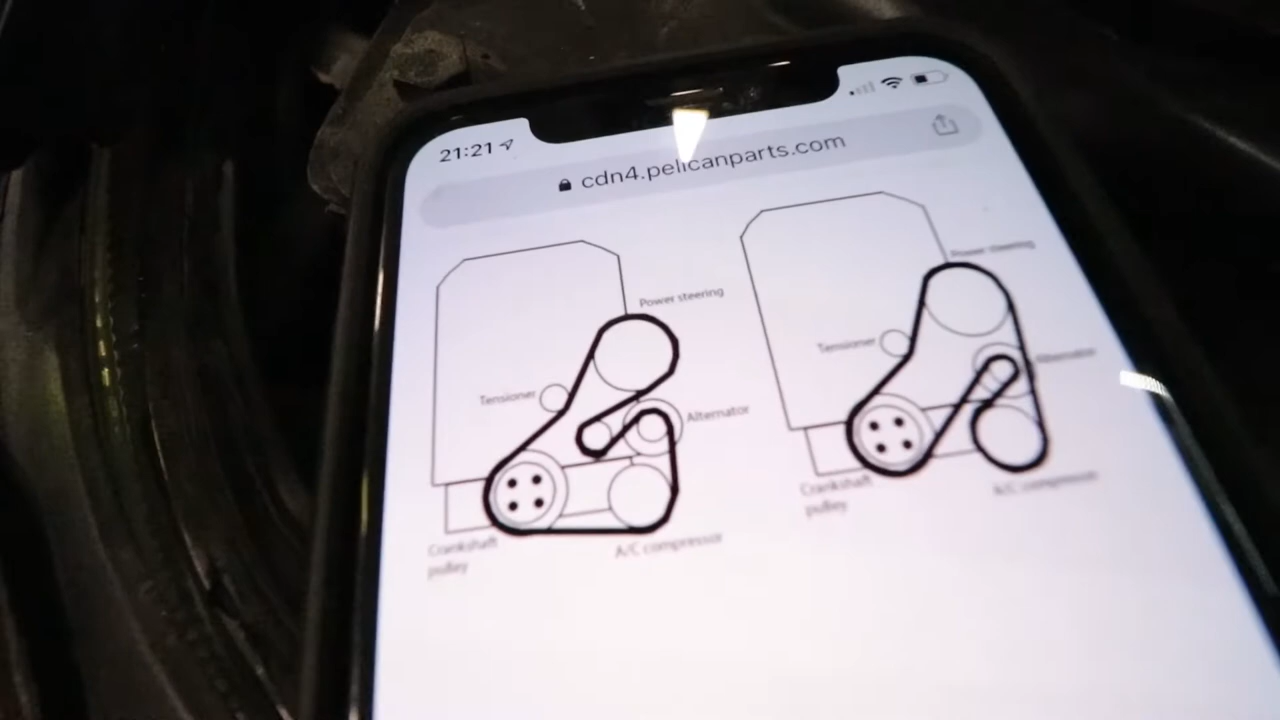 21:21
cdn4.pelicanparts.com
Power steering
Tensioner
Alternator
Crankshaft
pulley
A/C compressor
Power steering
Tensioner
Alternator
Crankshaft
pulley
A/C compressor